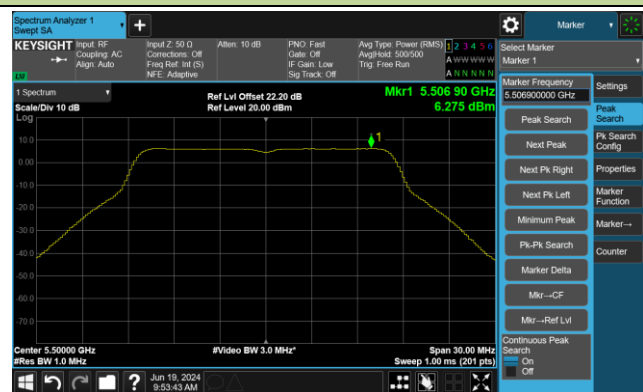 Spectrum Analyzer 1
Swept SA
Marker
KEYSIGHT
Input: RF
Coupling: AC
Align: Auto
Input Z: 50 Ω
Corrections: Off
Freq Ref: Int (S)
NFE: Adaptive
Atten: 10 dB
PNO: Fast
Gate: Off
IF Gain: Low
Sig Track: Off
Avg Type: Power (RMS)
Avg|Hold: 500/500
Trig: Free Run
1 2 3 4 5 6
A W W W W W
A N N N N N
LXI
Select Marker
Marker 1
1 Spectrum
Scale/Div 10 dB
Ref Lvl Offset 22.20 dB
Ref Level 20.00 dBm
Mkr1 5.506 90 GHz
6.275 dBm
Log
10.0
0.00
-10.0
-20.0
-30.0
-40.0
-50.0
-60.0
-70.0
1
Center 5.50000 GHz
#Res BW 1.0 MHz
#Video BW 3.0 MHz*
Span 30.00 MHz
Sweep 1.00 ms (201 pts)
Marker Frequency
5.506900000 GHz
Peak Search
Next Peak
Next Pk Right
Next Pk Left
Minimum Peak
Pk-Pk Search
Marker Delta
Mkr→CF
Mkr→Ref Lvl
Continuous Peak
Search
On
Off
Settings
Peak
Search
Pk Search
Config
Properties
Marker
Function
Marker→
Counter
?
Jun 19, 2024
9:53:43 AM